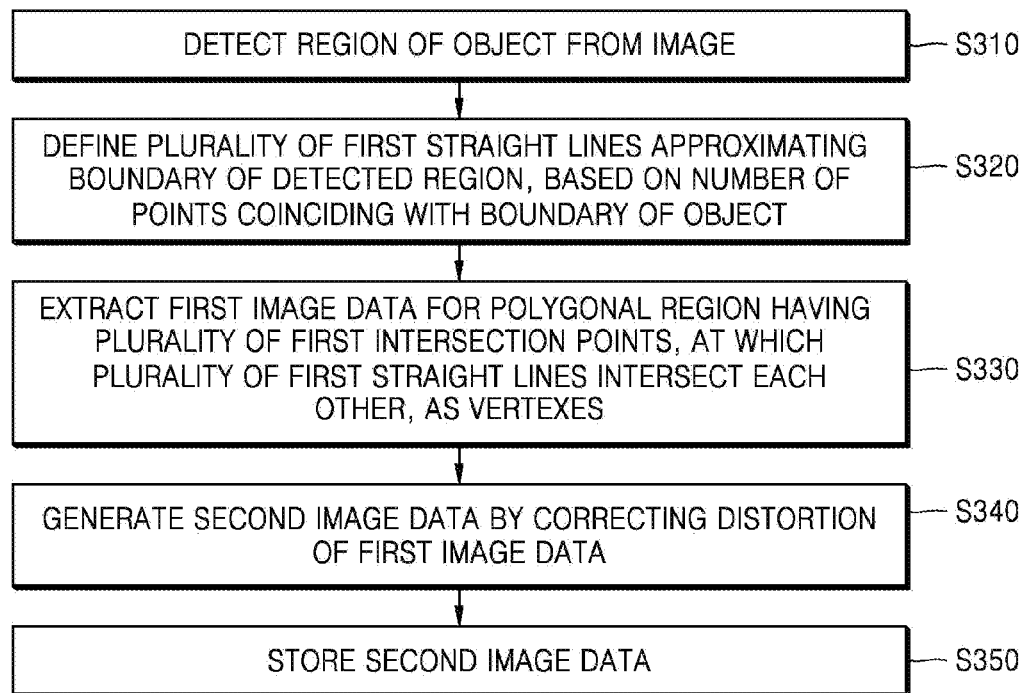 DETECT REGION OF OBJECT FROM IMAGE
S310
DEFINE PLURALITY OF FIRST STRAIGHT LINES APPROXIMATING
BOUNDARY OF DETECTED REGION, BASED ON NUMBER OF
POINTS COINCIDING WITH BOUNDARY OF OBJECT
S320
EXTRACT FIRST IMAGE DATA FOR POLYGONAL REGION HAVING
PLURALITY OF FIRST INTERSECTION POINTS, AT WHICH
PLURALITY OF FIRST STRAIGHT LINES INTERSECT EACH
OTHER, AS VERTEXES
S330
GENERATE SECOND IMAGE DATA BY CORRECTING DISTORTION
OF FIRST IMAGE DATA
S340
STORE SECOND IMAGE DATA
S350